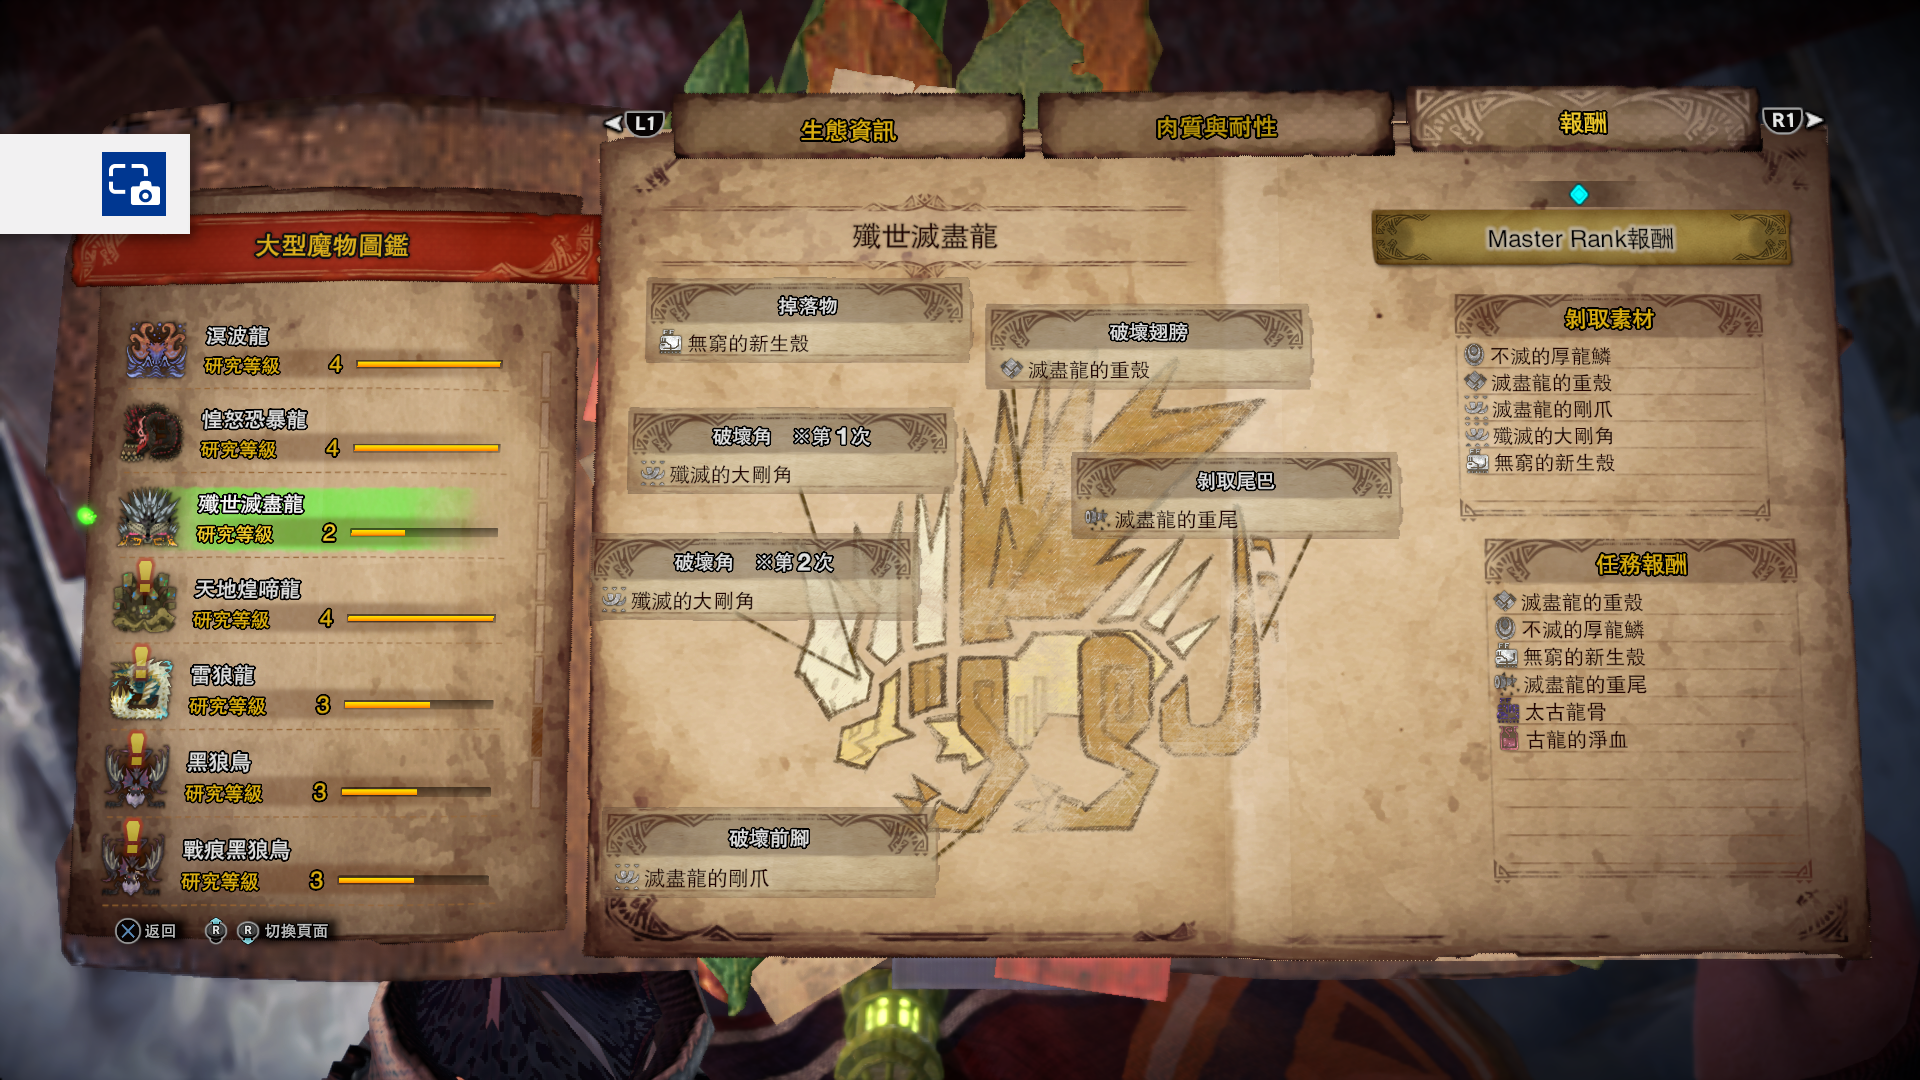 L1
生態資訊
肉質與耐性
報酬
R1
大型魔物圖鑑
溟波龍
研究等級 4
惶怒恐暴龍
研究等級 4
殲世滅盡龍
研究等級 2
天地煌啼龍
研究等級 4
雷狼龍
研究等級 3
黑狼鳥
研究等級 3
戰痕黑狼鳥
研究等級 3
返回
R
R
切換頁面
殲世滅盡龍
掉落物
無窮的新生殼
破壞翅膀
滅盡龍的重殼
破壞角 ※第1次
殲滅的大剛角
剝取尾巴
滅盡龍的重尾
破壞角 ※第2次
殲滅的大剛角
破壞前腳
滅盡龍的剛爪
Master Rank報酬
剝取素材
不滅的厚龍鱗
滅盡龍的重殼
滅盡龍的剛爪
殲滅的大剛角
無窮的新生殼
任務報酬
滅盡龍的重殼
不滅的厚龍鱗
無窮的新生殼
滅盡龍的重尾
太古龍骨
古龍的淨血